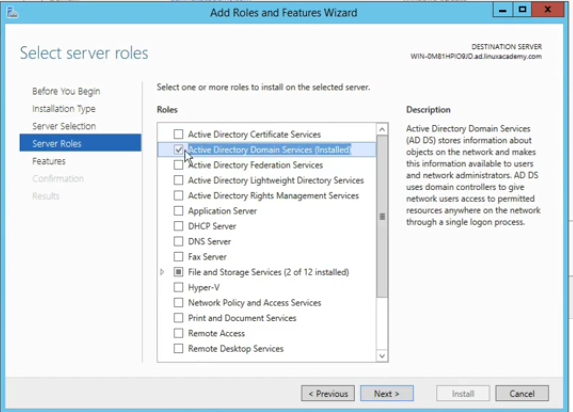 Add Roles and Features Wizard
Select server roles
DESTINATION SERVER
WIN-0M81HPIO9JD.ad.linuxacademy.com
Before You Begin
Installation Type
Server Selection
Server Roles
Features
Confirmation
Results
Select one or more roles to install on the selected server.
Roles
Active Directory Certificate Services
Active Directory Domain Services (Installed)
Active Directory Federation Services
Active Directory Lightweight Directory Services
Active Directory Rights Management Services
Application Server
DHCP Server
DNS Server
Fax Server
File and Storage Services (2 of 12 installed)
Hyper-V
Network Policy and Access Services
Print and Document Services
Remote Access
Remote Desktop Services
Description
Active Directory Domain Services
(AD DS) stores information about
objects on the network and makes
this information available to users
and network administrators. AD DS
uses domain controllers to give
network users access to permitted
resources anywhere on the network
through a single logon process.
< Previous
Next >
Install
Cancel